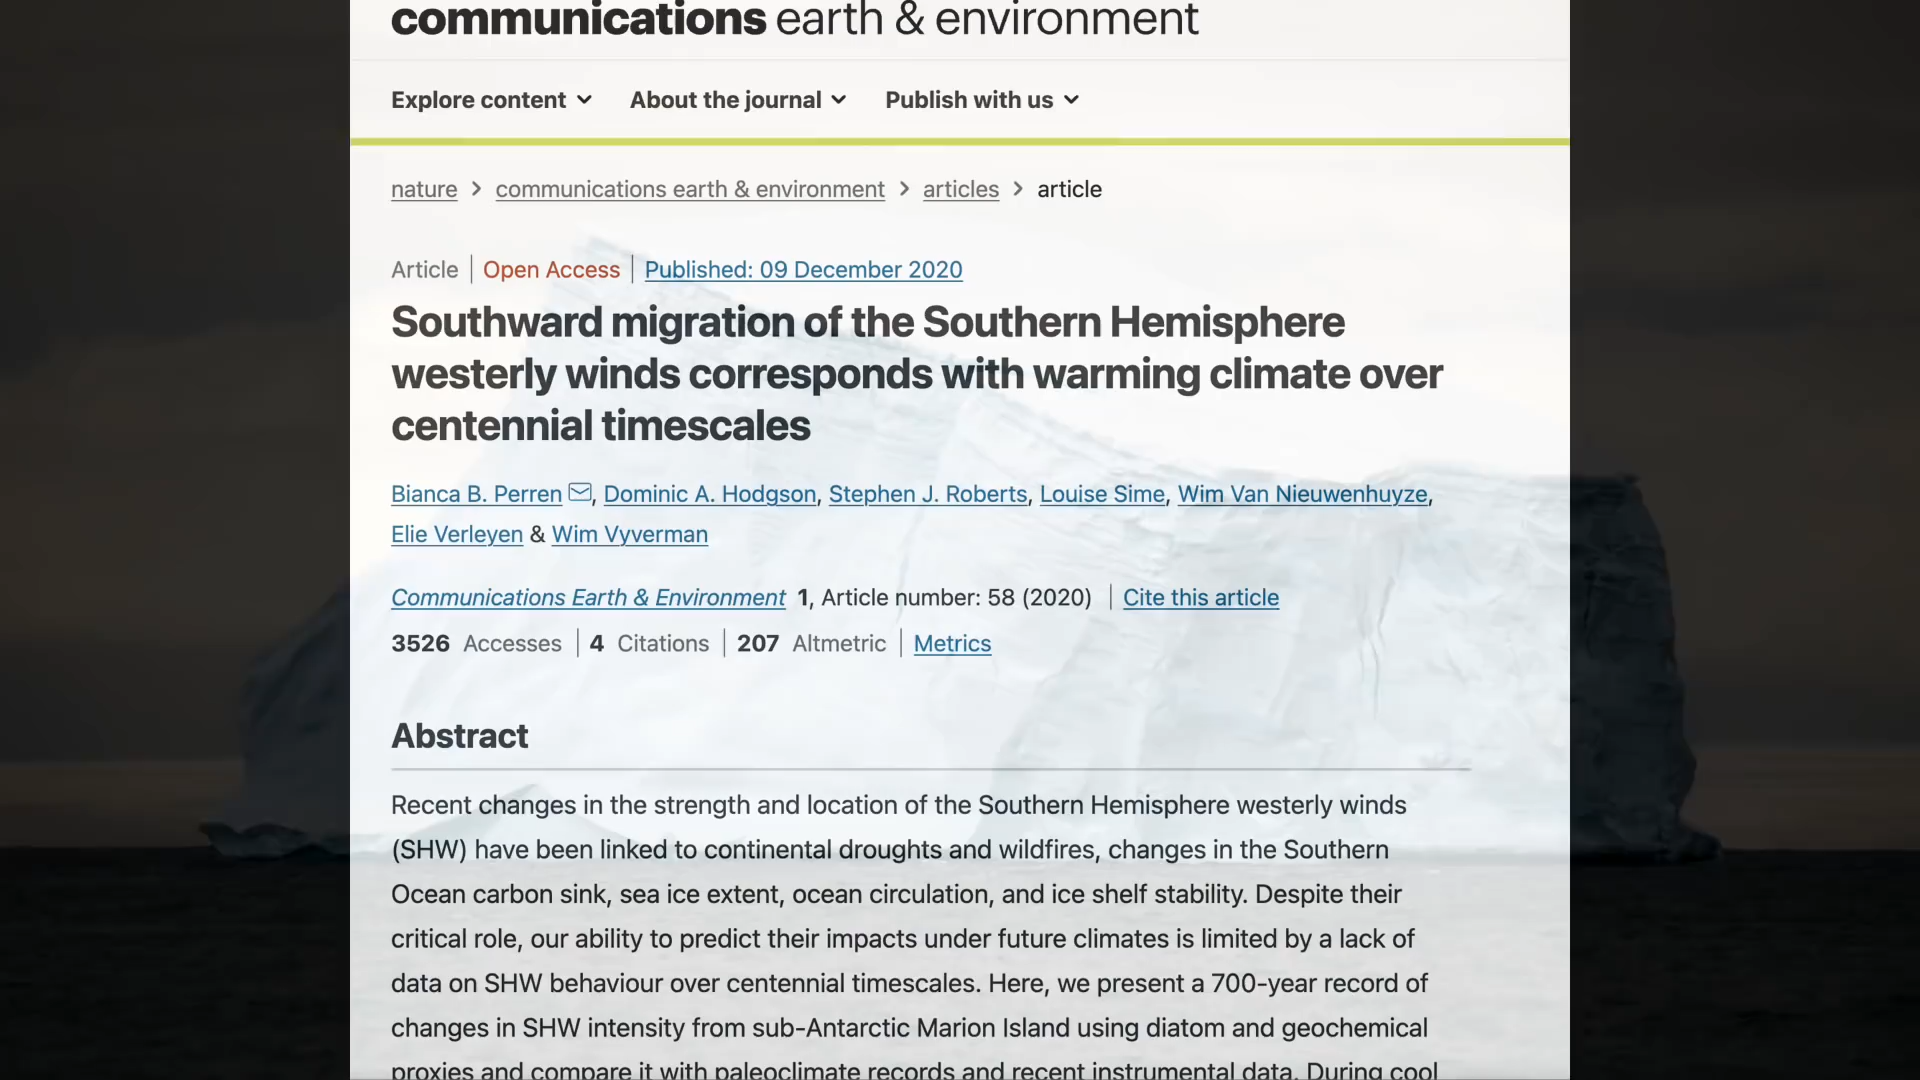 communications earth & environment
Explore content About the journal Publish with us
nature > communications earth & environment > articles > article
Article | Open Access | Published: 09 December 2020
Southward migration of the Southern Hemisphere
westerly winds corresponds with warming climate over
centennial timescales
Bianca B. Perren, Dominic A. Hodgson, Stephen J. Roberts, Louise Sime, Wim Van Nieuwenhuyze,
Elie Verleyen & Wim Vyverman
Communications Earth & Environment 1, Article number: 58 (2020) | Cite this article
3526 Accesses | 4 Citations | 207 Altmetric | Metrics
Abstract
Recent changes in the strength and location of the Southern Hemisphere westerly winds
(SHW) have been linked to continental droughts and wildfires, changes in the Southern
Ocean carbon sink, sea ice extent, ocean circulation, and ice shelf stability. Despite their
critical role, our ability to predict their impacts under future climates is limited by a lack of
data on SHW behaviour over centennial timescales. Here, we present a 700-year record of
changes in SHW intensity from sub-Antarctic Marion Island using diatom and geochemical
proxies and compare it with paleoclimate records and recent instrumental data. During cool